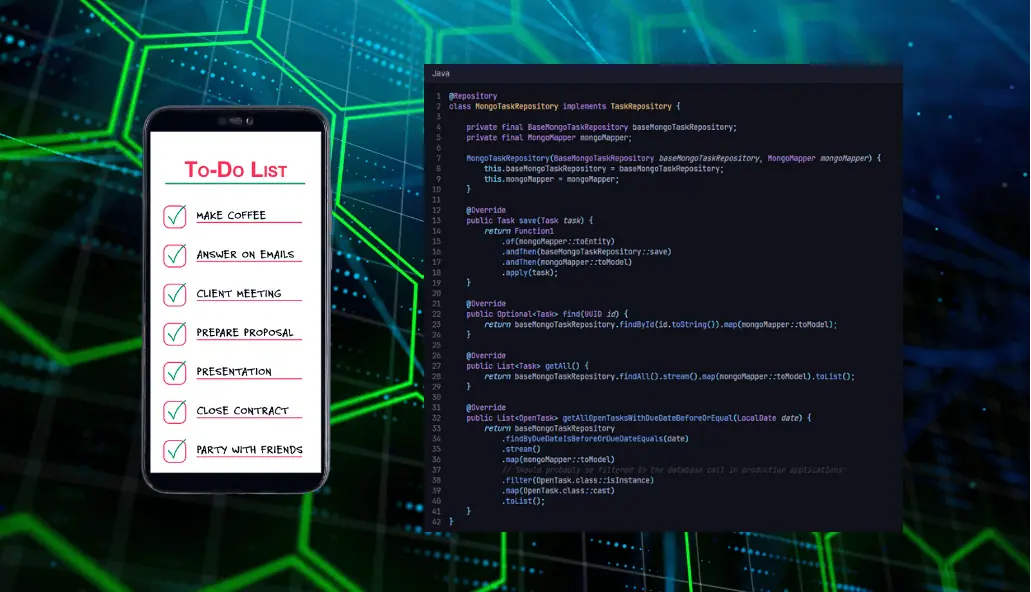 To-Do List
MAKE COFFEE
ANSWER ON EMAILS
CLIENT MEETING
PREPARE PROPOSAL
PRESENTATION
CLOSE CONTRACT
PARTY WITH FRIENDS
Java
1 @Repository
2 class MongoTaskRepository implements TaskRepository {
3
4 private final BaseMongoTaskRepository baseMongoTaskRepository;
5 private final MongoMapper mongoMapper;
6
7 MongoTaskRepository(BaseMongoTaskRepository baseMongoTaskRepository, MongoMapper mongoMapper) {
8 this.baseMongoTaskRepository = baseMongoTaskRepository;
9 this.mongoMapper = mongoMapper;
10 }
11
12 @Override
13 public Task save(Task task) {
14 return Function1
15 .of(mongoMapper::toEntity)
16 .andThen(baseMongoTaskRepository::save)
17 .andThen(mongoMapper::toModel)
18 .apply(task);
19 }
20
21 @Override
22 public Optional<Task> find(UUID id) {
23 return baseMongoTaskRepository.findById(id.toString()).map(mongoMapper::toModel);
24 }
25
26 @Override
27 public List<Task> getAll() {
28 return baseMongoTaskRepository.findAll().stream().map(mongoMapper::toModel).toList();
29 }
30
31 @Override
32 public List<OpenTask> getAllOpenTasksWithDueDateBeforeOrEqual(LocalDate date) {
33 return baseMongoTaskRepository
34 .findByDueDateIsBeforeOrDueDateEquals(date)
35 .stream()
36 .map(mongoMapper::toModel)
37 // Should probably be filtered in the database call in production applications!
38 .filter(OpenTask.class::isInstance)
39 .map(OpenTask.class::cast)
40 .toList();
41 }
42 }